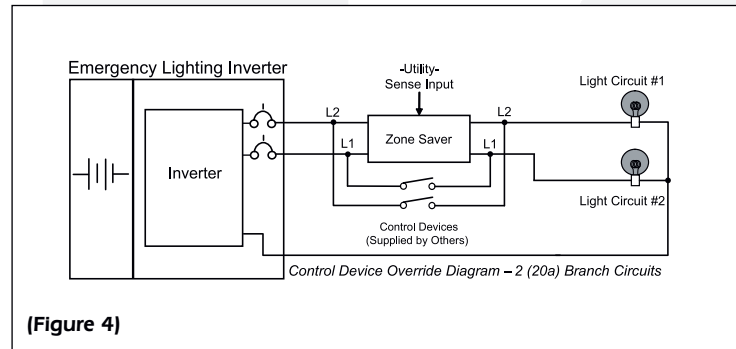 Emergency Lighting Inverter
-Utility-
Sense Input
Light Circuit #1
L2
L2
Zone Saver
L1
L1
Inverter
Light Circuit #2
Control Devices
(Supplied by Others)
Control Device Override Diagram – 2 (20a) Branch Circuits
(Figure 4)